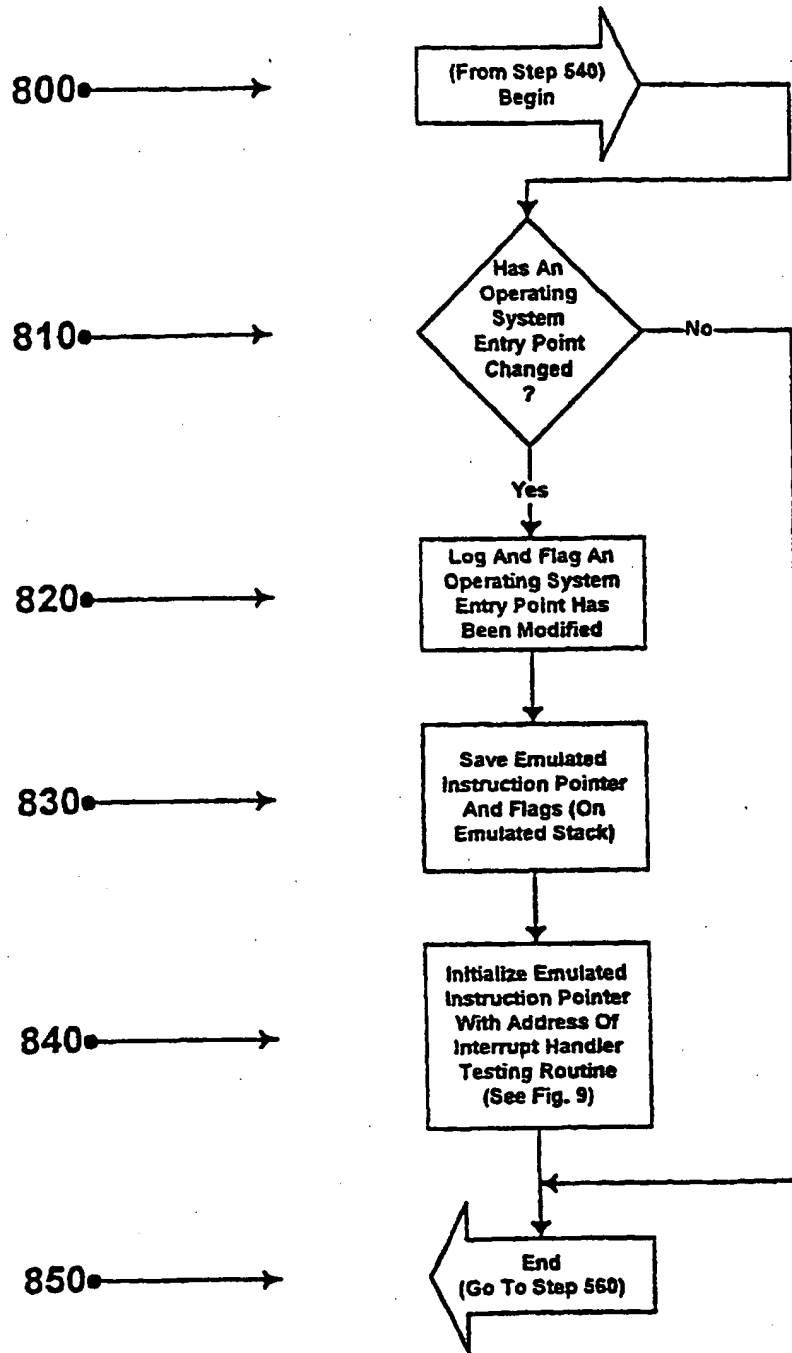 800
(From Step 540)
Begin
810
Has An
Operating
System
Entry Point
Changed
?
No
Yes
820
Log And Flag An
Operating System
Entry Point Has
Been Modified
830
Save Emulated
Instruction Pointer
And Flags (On
Emulated Stack)
840
Initialize Emulated
Instruction Pointer
With Address Of
Interrupt Handler
Testing Routine
(See Fig. 9)
850
End
(Go To Step 560)